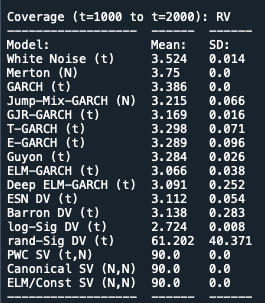 Coverage (t=1000 to t=2000): RV
------------------ ------ ------
Model: Mean: SD:
White Noise (t) 3.524 0.014
Merton (N) 3.75 0.0
GARCH (t) 3.386 0.0
Jump-Mix-GARCH (N) 3.215 0.066
GJR-GARCH (t) 3.169 0.016
T-GARCH (t) 3.298 0.071
E-GARCH (t) 3.289 0.096
Guyon (t) 3.284 0.026
ELM-GARCH (t) 3.066 0.038
Deep ELM-GARCH (t) 3.091 0.252
ESN DV (t) 3.112 0.054
Barron DV (t) 3.138 0.283
log-Sig DV (t) 2.724 0.008
rand-Sig DV (t) 61.202 40.371
PWC SV (t,N) 90.0 0.0
Canonical SV (N,N) 90.0 0.0
ELM/Const SV (N,N) 90.0 0.0
------------------ ------ ------